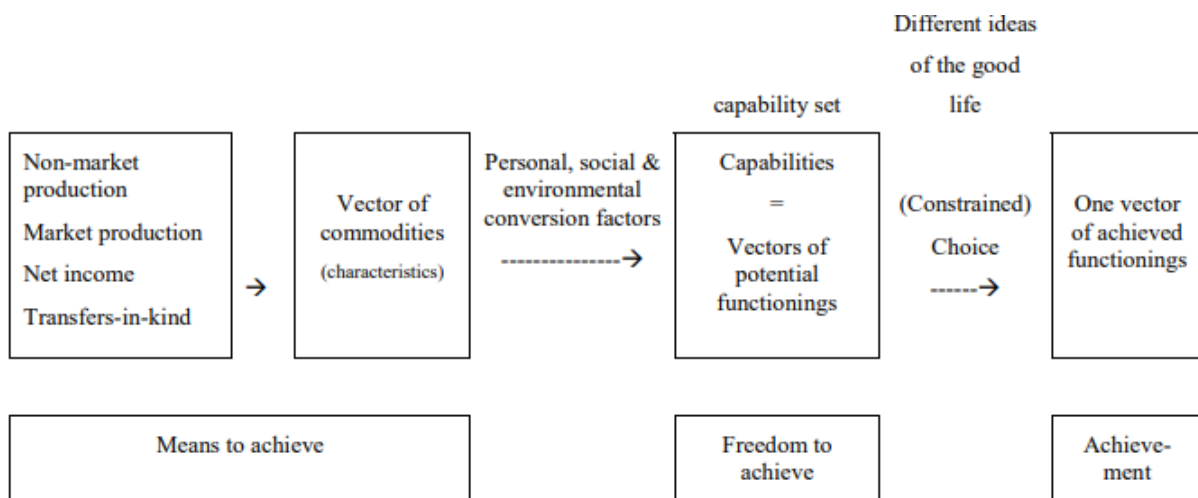 Different ideas
of the good
life
capability set
Non-market
production
Market production
Net income
Transfers-in-kind
→
Vector of
commodities
(characteristics)
Personal, social &
environmental
conversion factors
---------------→
Capabilities
=
Vectors of
potential
functionings
(Constrained)
Choice
------→
One vector
of achieved
functionings
Means to achieve
Freedom to
achieve
Achieve-
ment